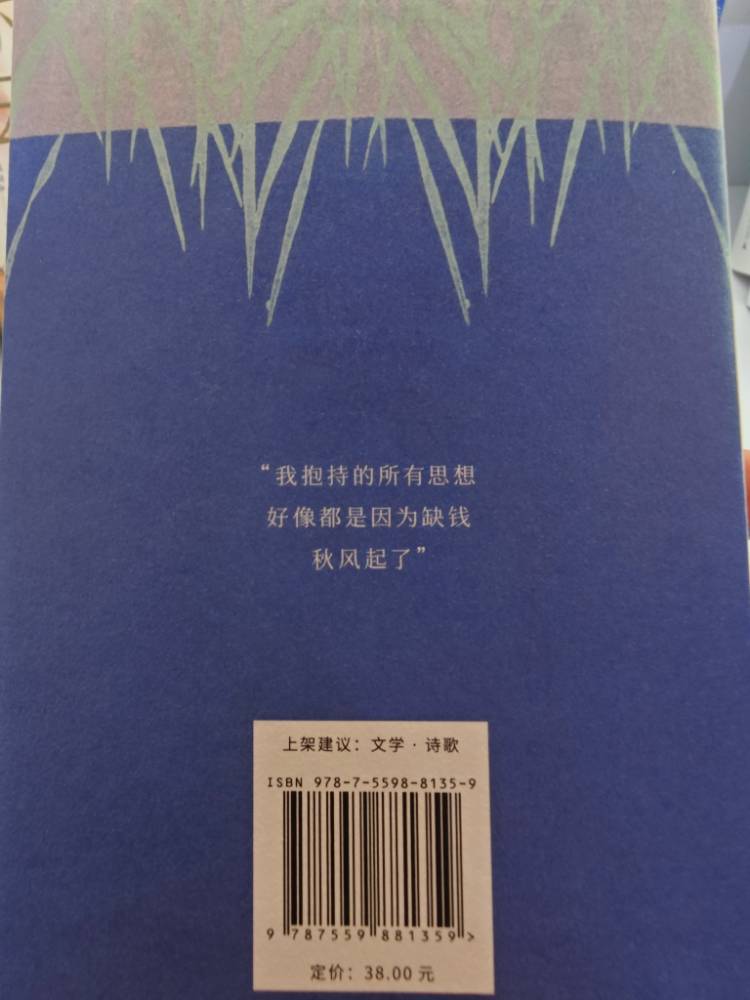 “我抱持的所有思想
好像都是因为缺钱
秋风起了”
上架建议：文学·诗歌
ISBN 978-7-5598-8135-9
9 787559 881359 >
定价：38.00 元